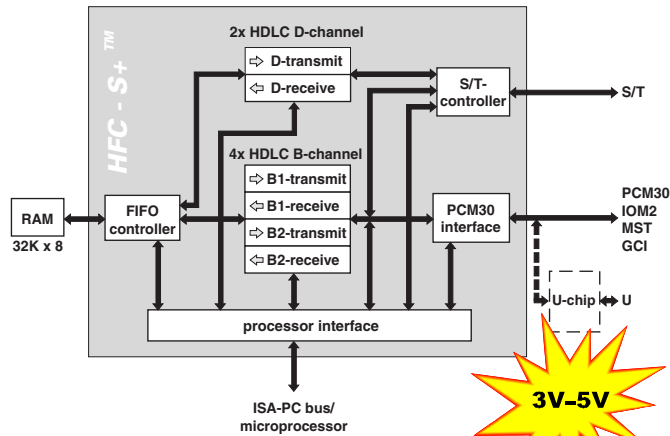 HFC - S+™
2x HDLC D-channel
D-transmit
D-receive
S/T-
controller
S/T
4x HDLC B-channel
B1-transmit
B1-receive
B2-transmit
B2-receive
RAM
32K x 8
FIFO
controller
PCM30
interface
PCM30
IOM2
MST
GCI
U-chip
U
processor interface
ISA-PC bus/
microprocessor
3V–5V